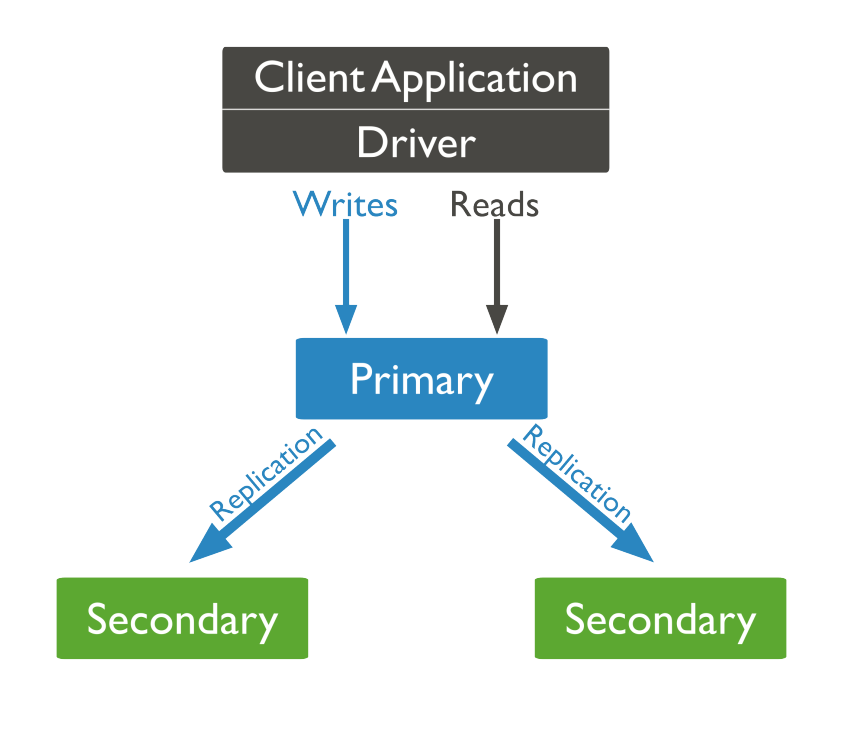 Client Application
Driver
Writes
Reads
Primary
Replication
Replication
Secondary
Secondary